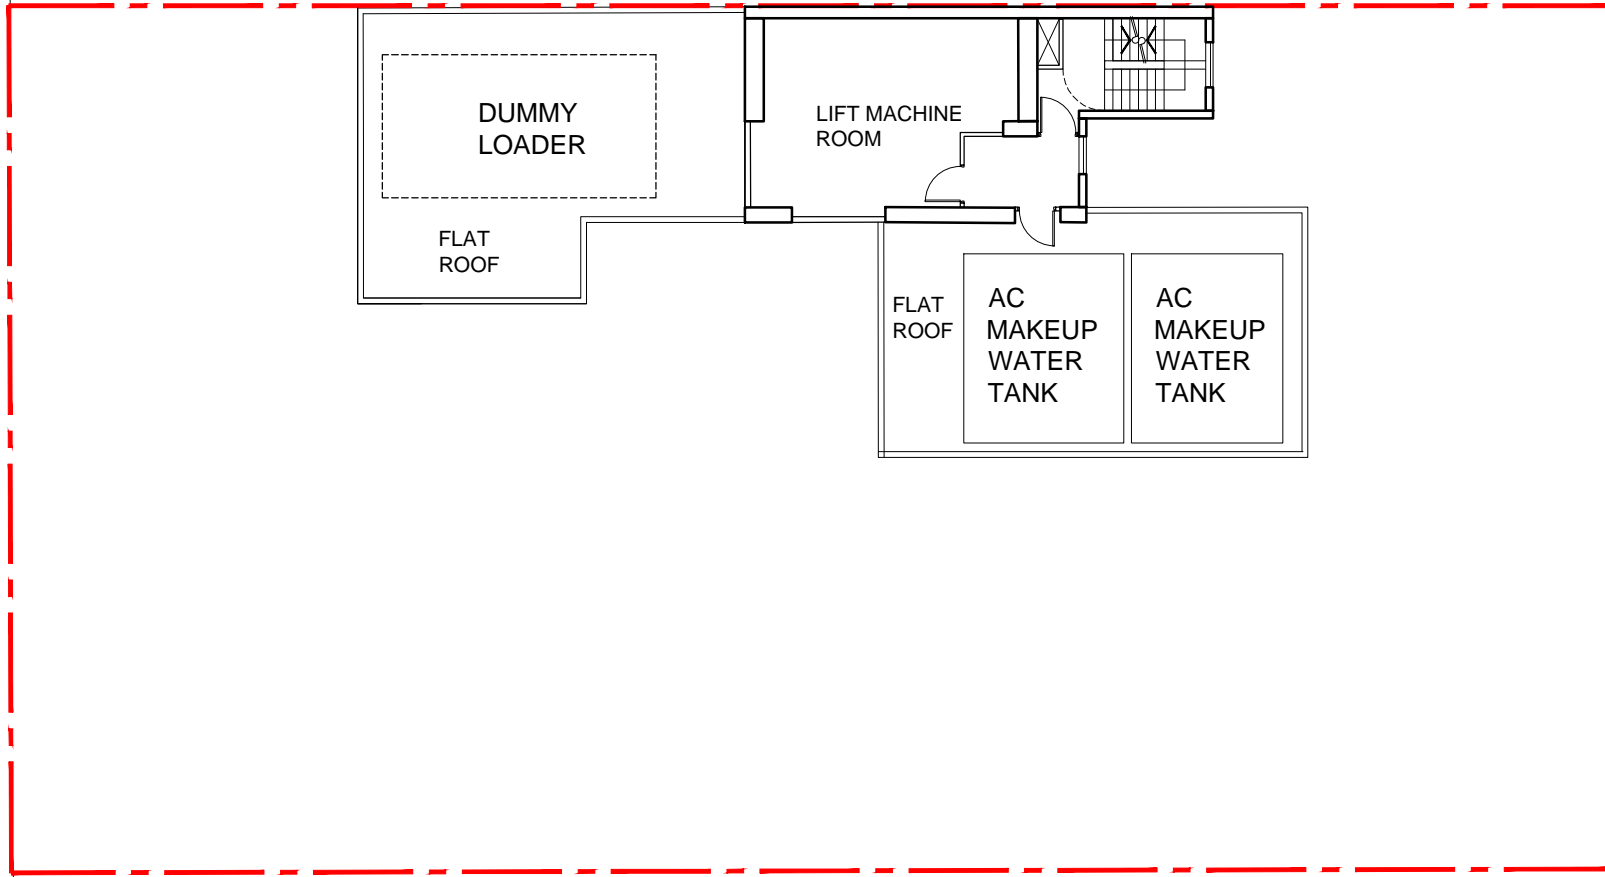 DUMMY
LOADER
LIFT MACHINE
ROOM
FLAT
ROOF
FLAT
ROOF
AC
MAKEUP
WATER
TANK
AC
MAKEUP
WATER
TANK